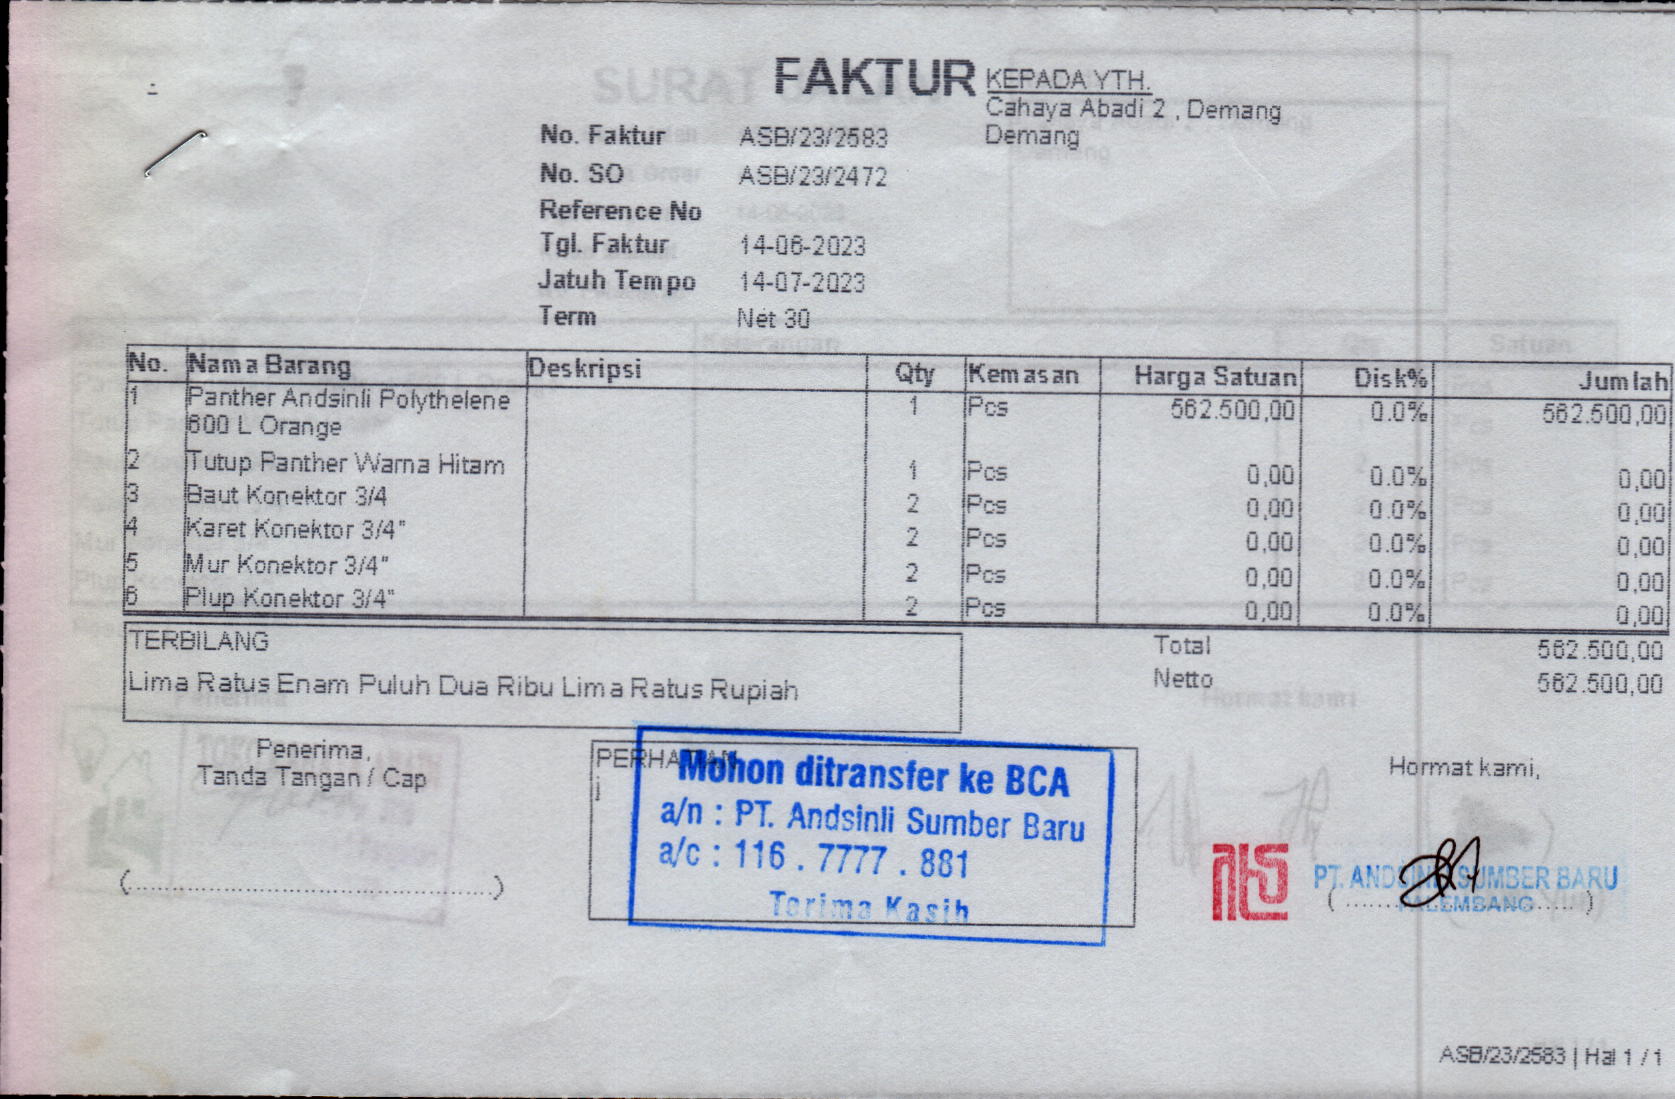 FAKTUR
KEPADA YTH.
Cahaya Abadi 2 , Demang
Demang
No. Faktur ASB/23/2583
No. SO ASB/23/2472
Reference No
Tgl. Faktur 14-06-2023
Jatuh Tempo 14-07-2023
Term Net 30
No. Nama Barang Deskripsi Qty Kemasan Harga Satuan Disk% Jumlah
1 Panther Andsinli Polythelene 1 Pcs 562.500,00 0.0% 562.500,00
600 L Orange
2 Tutup Panther Warna Hitam 1 Pcs 0,00 0.0% 0,00
3 Baut Konektor 3/4 2 Pcs 0,00 0.0% 0,00
4 Karet Konektor 3/4" 2 Pcs 0,00 0.0% 0,00
5 Mur Konektor 3/4" 2 Pcs 0,00 0.0% 0,00
6 Plup Konektor 3/4" 2 Pcs 0,00 0.0% 0,00
TERBILANG
Lima Ratus Enam Puluh Dua Ribu Lima Ratus Rupiah
Total 562.500,00
Netto 562.500,00
Penerima,
Tanda Tangan / Cap
PERHATIAN
j
Mohon ditransfer ke BCA
a/n : PT. Andsinli Sumber Baru
a/c : 116 . 7777 . 881
Terima Kasih
Hormat kami,
PT. ANDSINLI SUMBER BARU
PALEMBANG
ASB/23/2583 | Hal 1 / 1